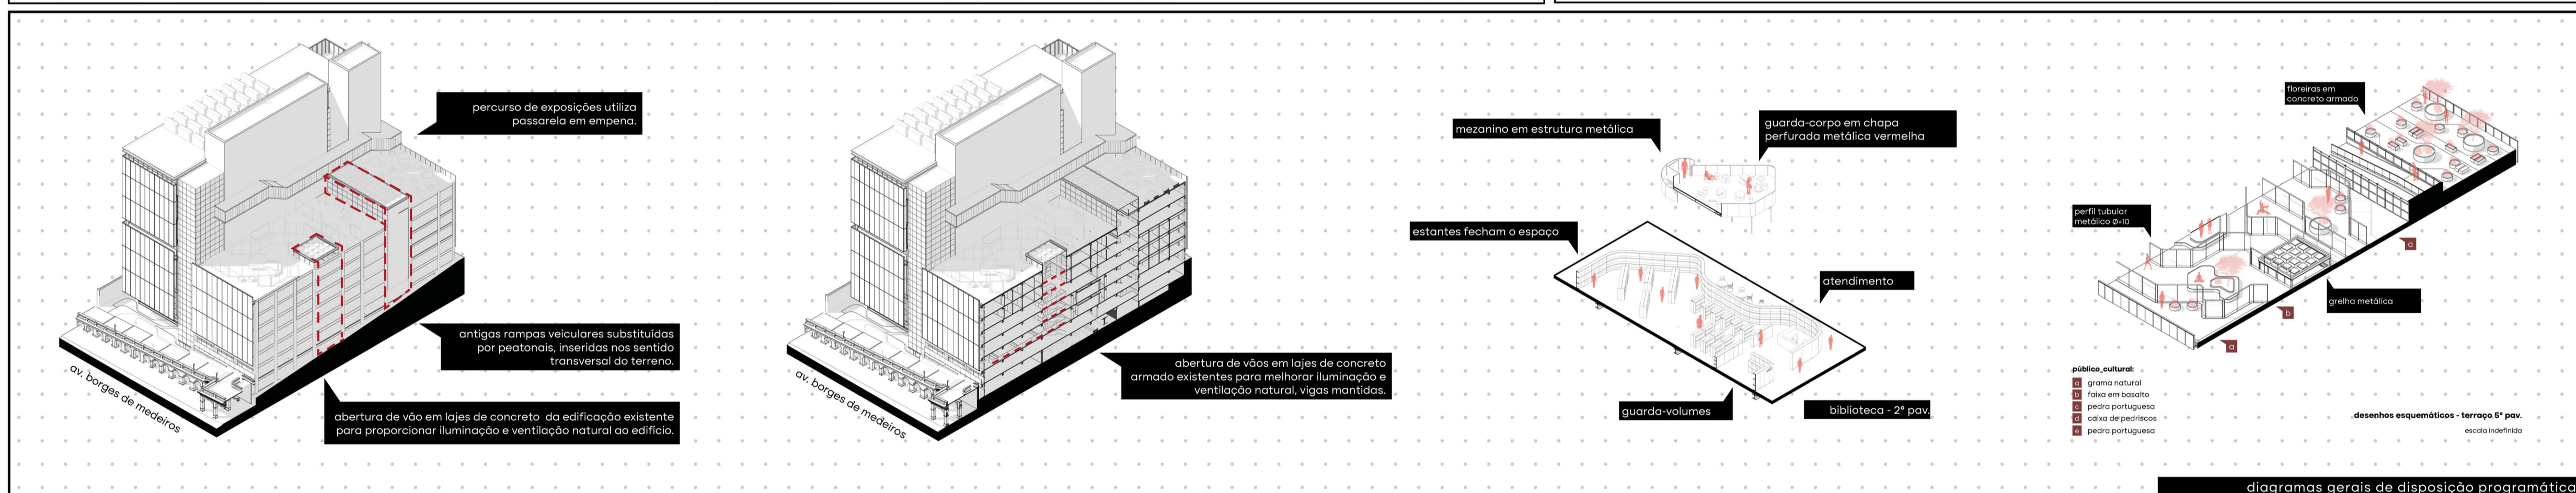 percurso de exposições utiliza
passarela em empena.
antigas rampas veiculares substituídas
por peatonais, inseridas nos sentido
transversal do terreno.
abertura de vão em lajes de concreto da edificação existente
para proporcionar iluminação e ventilação natural ao edifício.
av. borges de medeiros
abertura de vãos em lajes de concreto
armado existentes para melhorar iluminação e
ventilação natural, vigas mantidas.
av. borges de medeiros
mezanino em estrutura metálica
guarda-corpo em chapa
perfurada metálica vermelha
estantes fecham o espaço
atendimento
guarda-volumes
biblioteca - 2° pav.
floreiras em
concreto armado
perfil tubular
metálico Ø=10
a
grelha metálica
b
a
público_cultural:
a grama natural
b faixa em basalto
c pedra portuguesa
d caixa de pedriscos
e pedra portuguesa
desenhos esquemáticos - terraço 5° pav.
escala indefinida
diagramas gerais de disposição programática